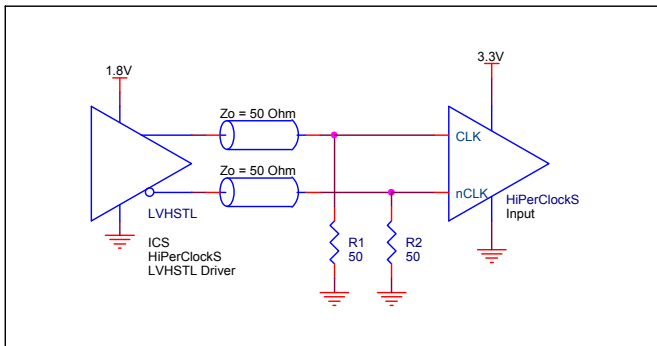 1.8V
3.3V
Zo = 50 Ohm
CLK
Zo = 50 Ohm
nCLK
LVHSTL
HiPerClockS
Input
ICS
HiPerClockS
LVHSTL Driver
R1
50
R2
50